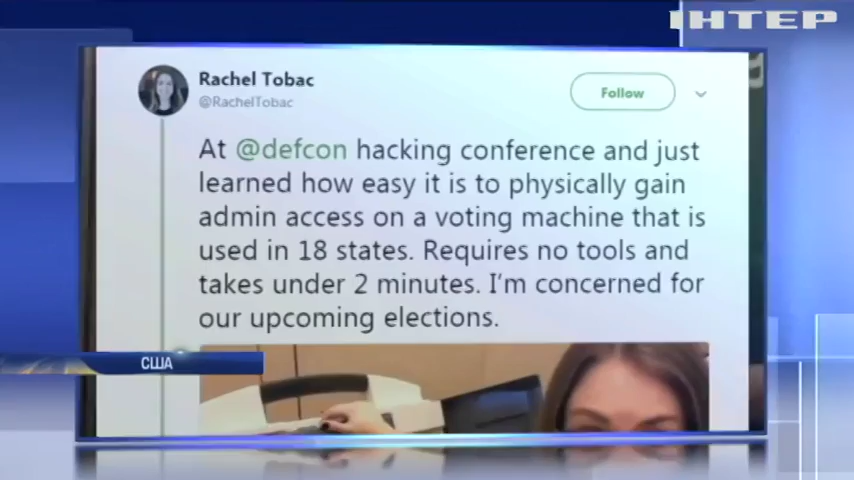 ІНТЕР
Rachel Tobac
@RachelTobac
Follow
At @defcon hacking conference and just
learned how easy it is to physically gain
admin access on a voting machine that is
used in 18 states. Requires no tools and
takes under 2 minutes. I'm concerned for
our upcoming elections.
США